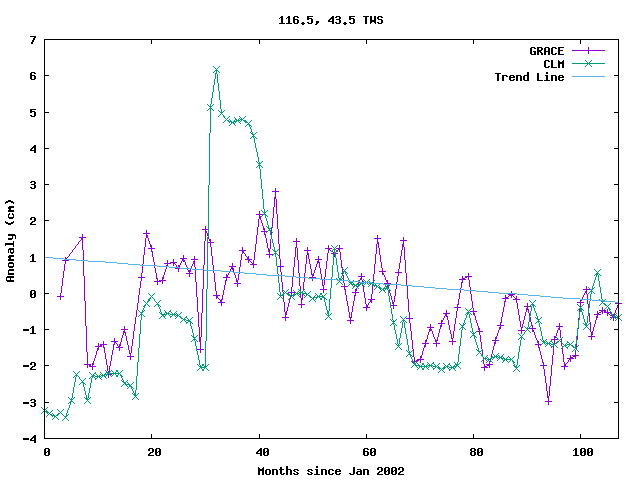 116.5, 43.5 TWS
GRACE
CLM
Trend Line
7
6
5
4
3
2
1
0
-1
-2
-3
-4
Anomaly (cm)
0 20 40 60 80 100
Months since Jan 2002